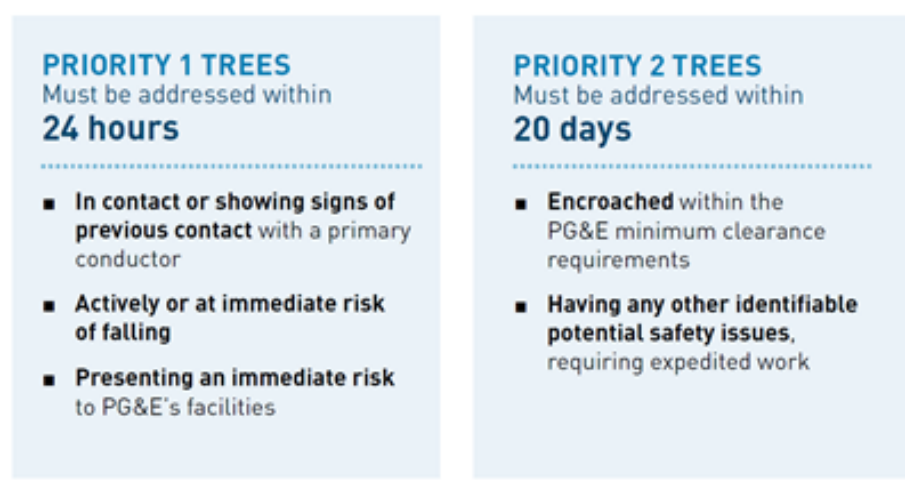 PRIORITY 1 TREES
Must be addressed within
24 hours
■ In contact or showing signs of
previous contact with a primary
conductor
■ Actively or at immediate risk
of falling
■ Presenting an immediate risk
to PG&E's facilities
PRIORITY 2 TREES
Must be addressed within
20 days
■ Encroached within the
PG&E minimum clearance
requirements
■ Having any other identifiable
potential safety issues,
requiring expedited work